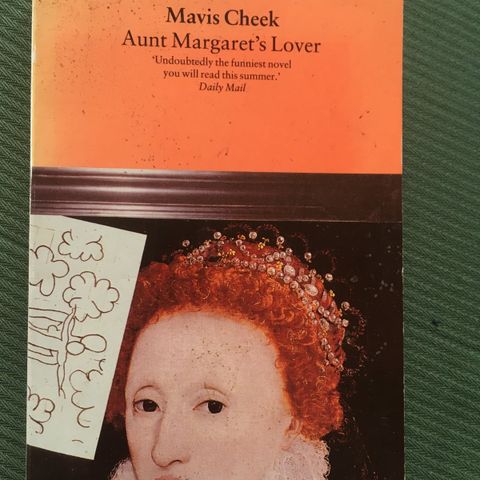 Mavis Cheek
Aunt Margaret's Lover
'Undoubtedly the funniest novel
you will read this summer.'
Daily Mail